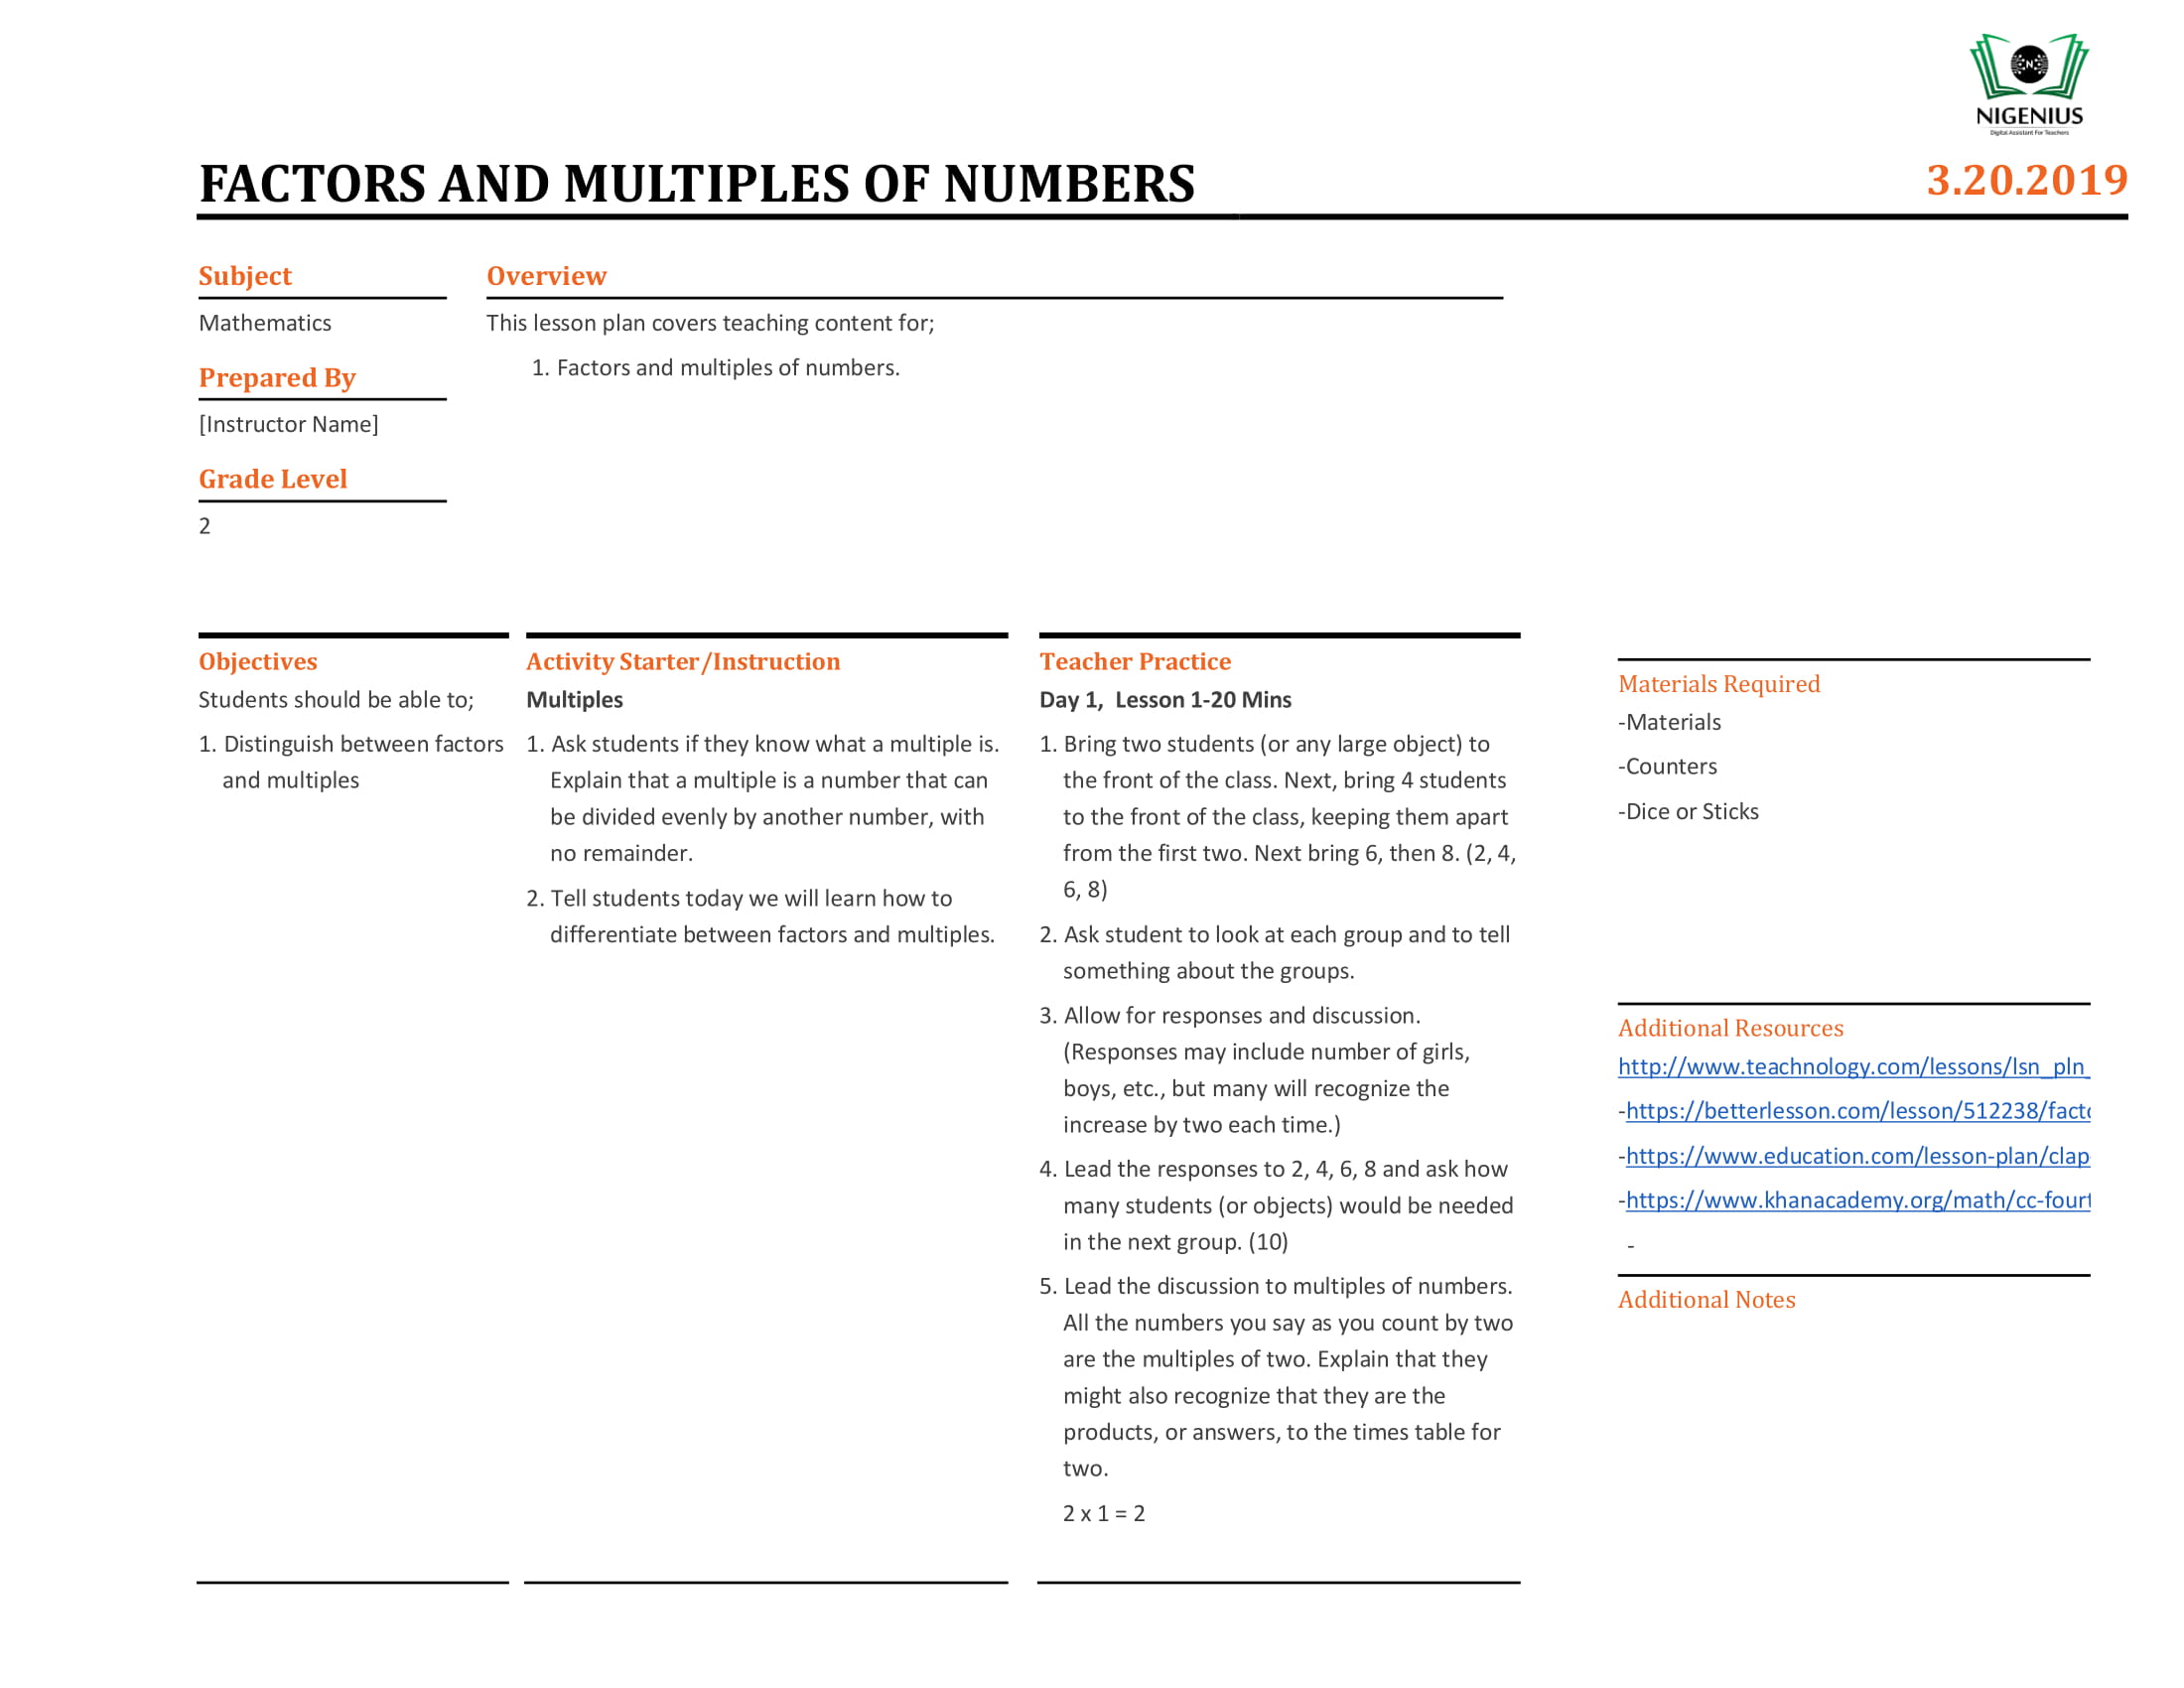 NIGENIUS
Digital Assistant For Teachers
FACTORS AND MULTIPLES OF NUMBERS
3.20.2019
Subject
Mathematics
Prepared By
[Instructor Name]
Grade Level
2
Overview
This lesson plan covers teaching content for;
1. Factors and multiples of numbers.
Objectives
Students should be able to;
1. Distinguish between factors
and multiples
Activity Starter/Instruction
Multiples
1. Ask students if they know what a multiple is.
Explain that a multiple is a number that can
be divided evenly by another number, with
no remainder.
2. Tell students today we will learn how to
differentiate between factors and multiples.
Teacher Practice
Day 1,  Lesson 1-20 Mins
1. Bring two students (or any large object) to
the front of the class. Next, bring 4 students
to the front of the class, keeping them apart
from the first two. Next bring 6, then 8. (2, 4,
6, 8)
2. Ask student to look at each group and to tell
something about the groups.
3. Allow for responses and discussion.
(Responses may include number of girls,
boys, etc., but many will recognize the
increase by two each time.)
4. Lead the responses to 2, 4, 6, 8 and ask how
many students (or objects) would be needed
in the next group. (10)
5. Lead the discussion to multiples of numbers.
All the numbers you say as you count by two
are the multiples of two. Explain that they
might also recognize that they are the
products, or answers, to the times table for
two.
2 x 1 = 2
Materials Required
-Materials
-Counters
-Dice or Sticks
Additional Resources
http://www.teachnology.com/lessons/lsn_pln_
-https://betterlesson.com/lesson/512238/facto
-https://www.education.com/lesson-plan/clap
-https://www.khanacademy.org/math/cc-fourt
-
Additional Notes